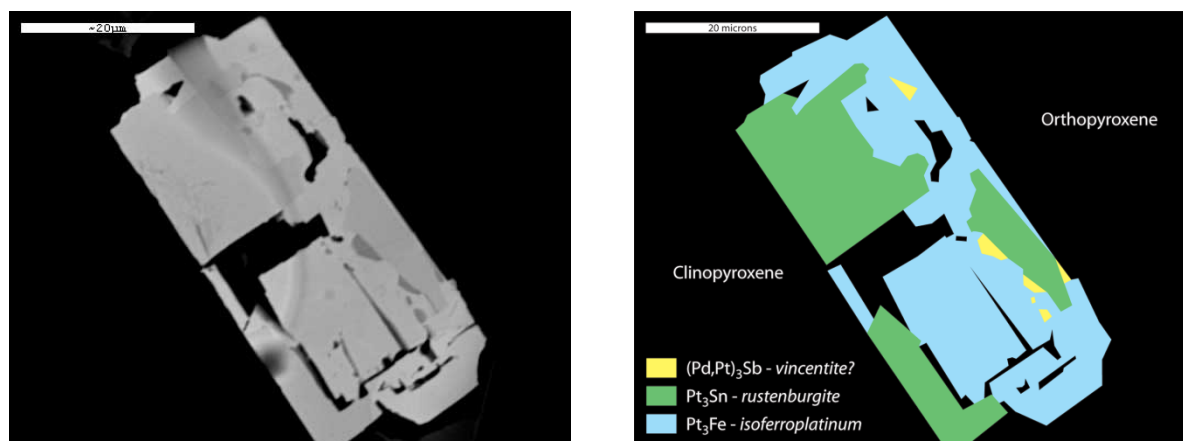 ~20µm
20 microns
Orthopyroxene
Clinopyroxene
(Pd,Pt)₃Sb - vincentite?
Pt₃Sn - rustenburgite
Pt₃Fe - isoferroplatinum